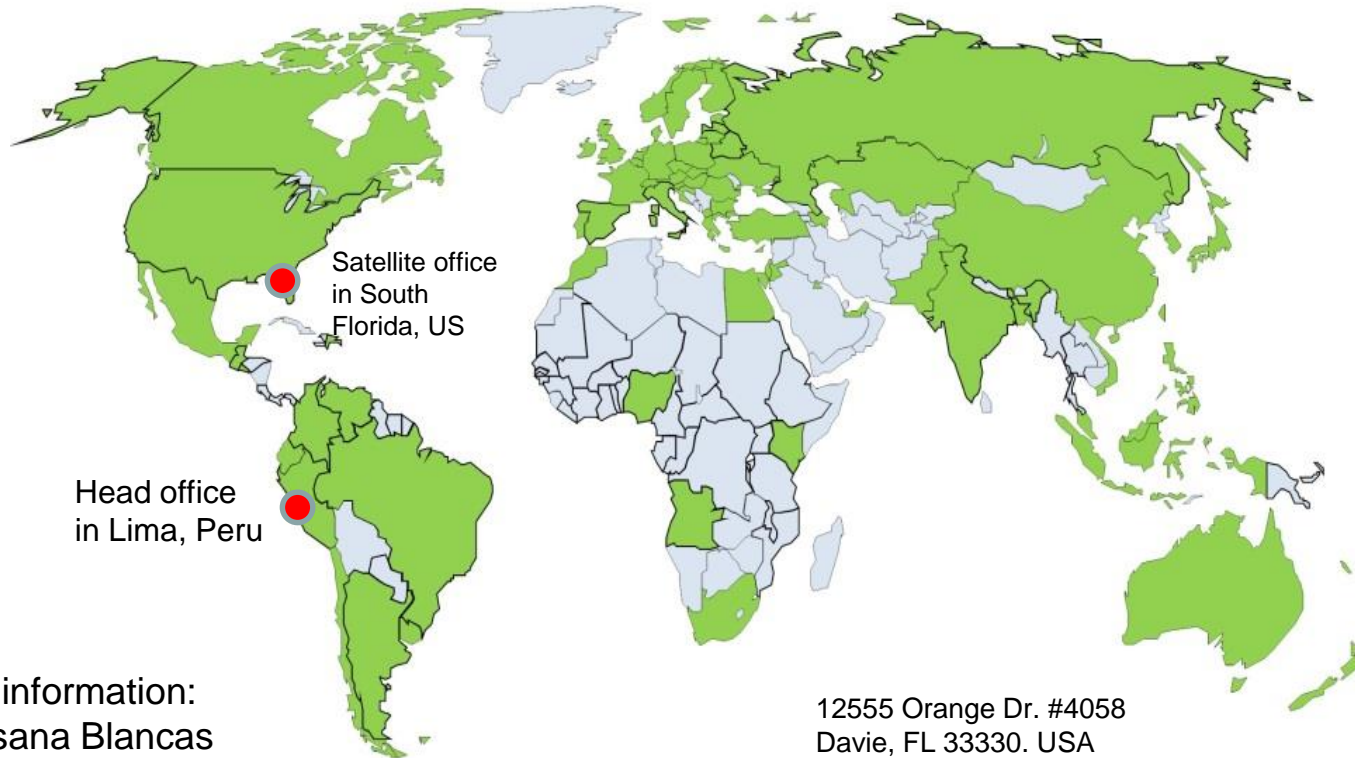 Satellite office
in South
Florida, US
Head office
in Lima, Peru
information:
sana Blancas
12555 Orange Dr. #4058
Davie, FL 33330. USA